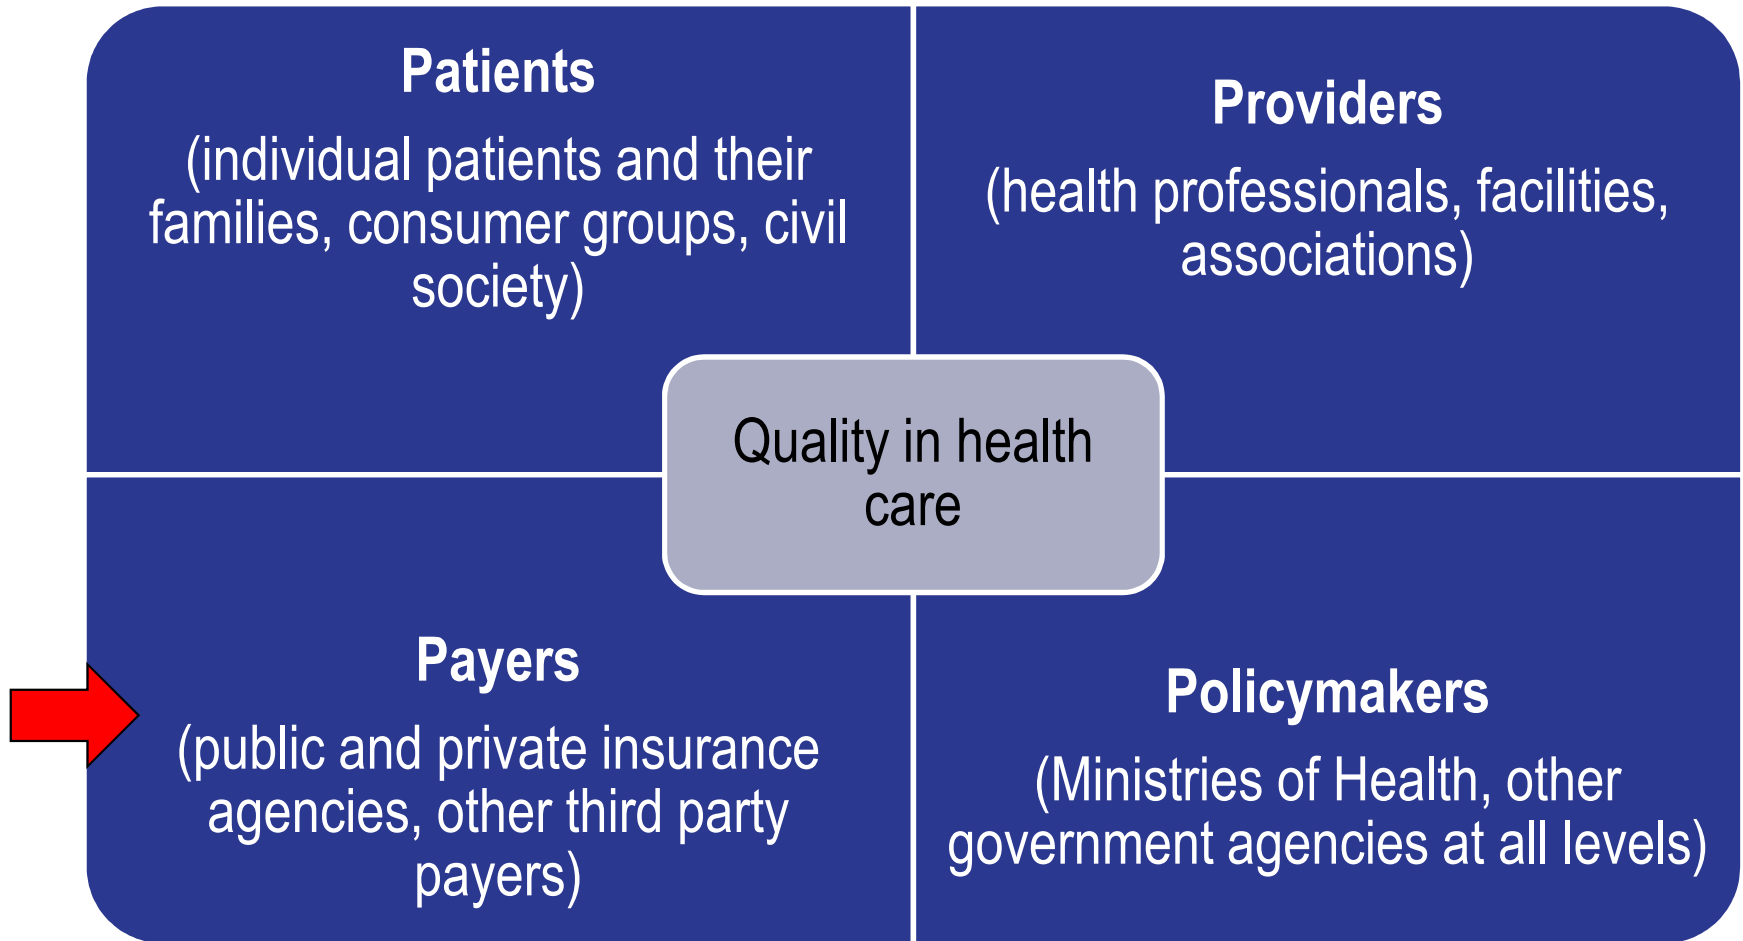 Patients
(individual patients and their
families, consumer groups, civil
society)
Providers
(health professionals, facilities,
associations)
Quality in health
care
Payers
(public and private insurance
agencies, other third party
payers)
Policymakers
(Ministries of Health, other
government agencies at all levels)